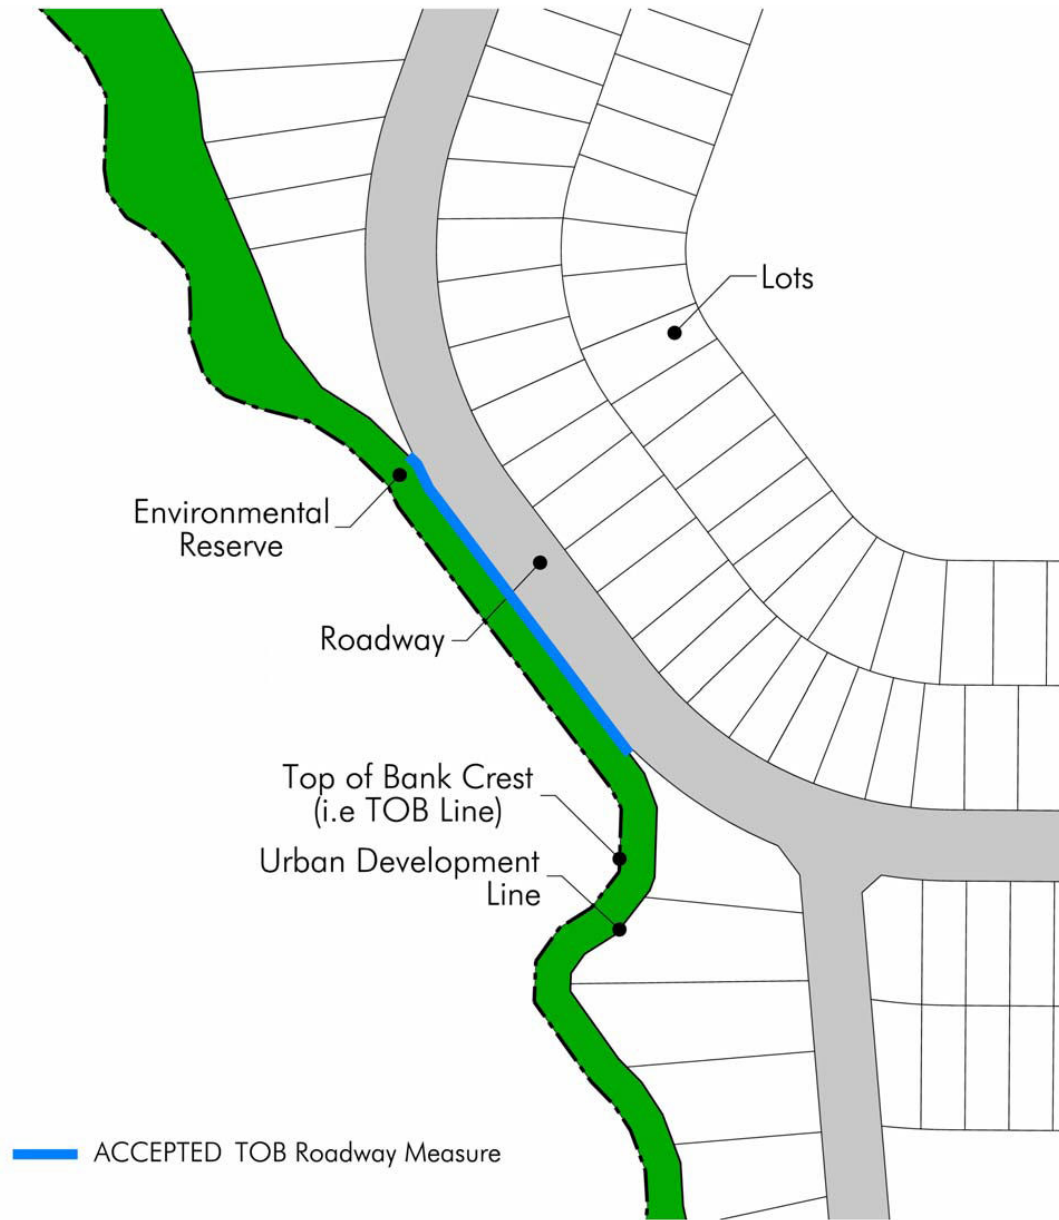 Lots
Environmental
Reserve
Roadway
Top of Bank Crest
(i.e TOB Line)
Urban Development
Line
ACCEPTED TOB Roadway Measure